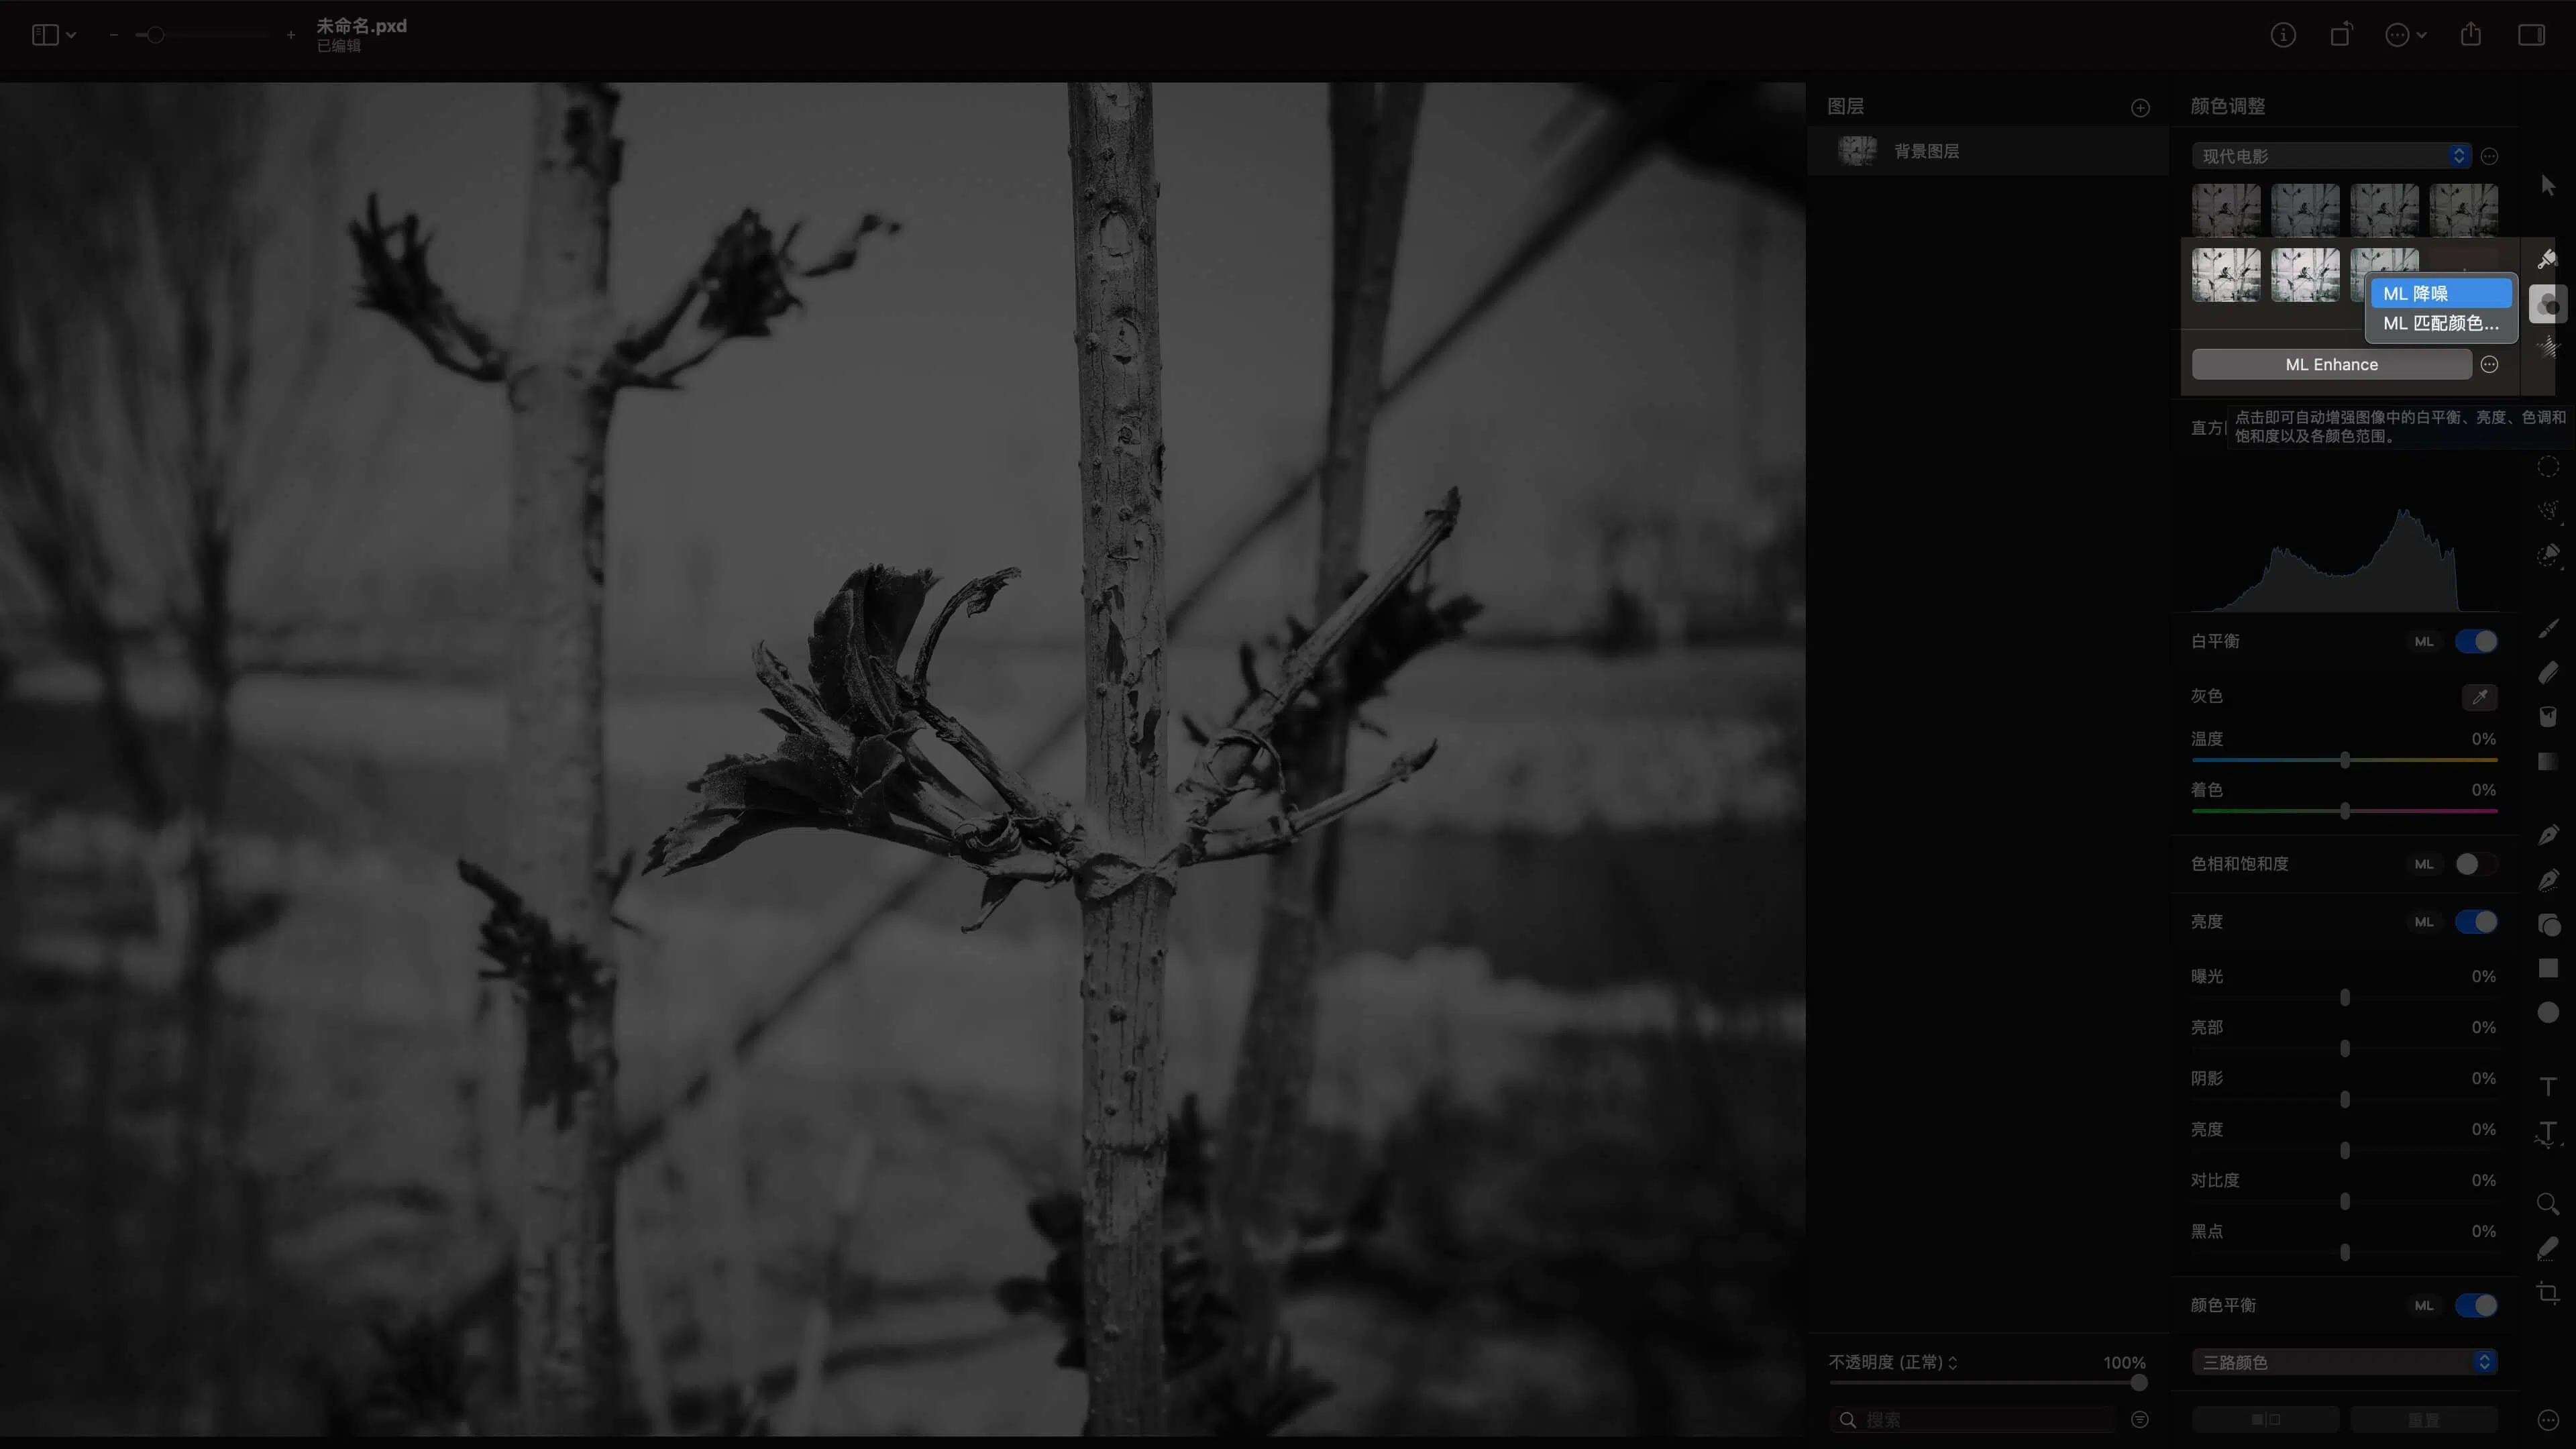 未命名.pxd
已编辑
图层
背景图层
不透明度 (正常)
100%
搜索
颜色调整
现代电影
ML 降噪
ML 匹配颜色...
ML Enhance
点击即可自动增强图像中的白平衡、亮度、色调和
饱和度以及各颜色范围。
直方
白平衡 ML
灰色
温度 0%
着色 0%
色相和饱和度 ML
亮度 ML
曝光 0%
亮部 0%
阴影 0%
亮度 0%
对比度 0%
黑点 0%
颜色平衡 ML
三路颜色
重置